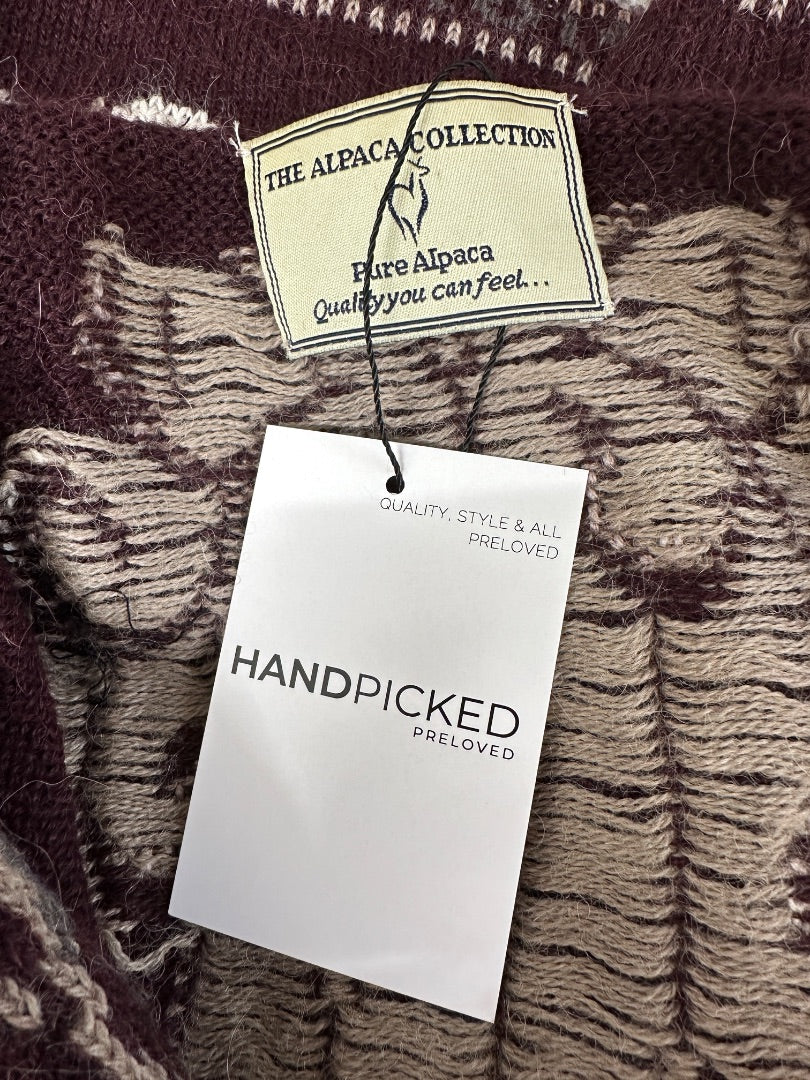 THE ALPACA COLLECTION
Pure Alpaca
Quality you can feel...
QUALITY, STYLE & ALL
PRELOVED
HANDPICKED
PRELOVED